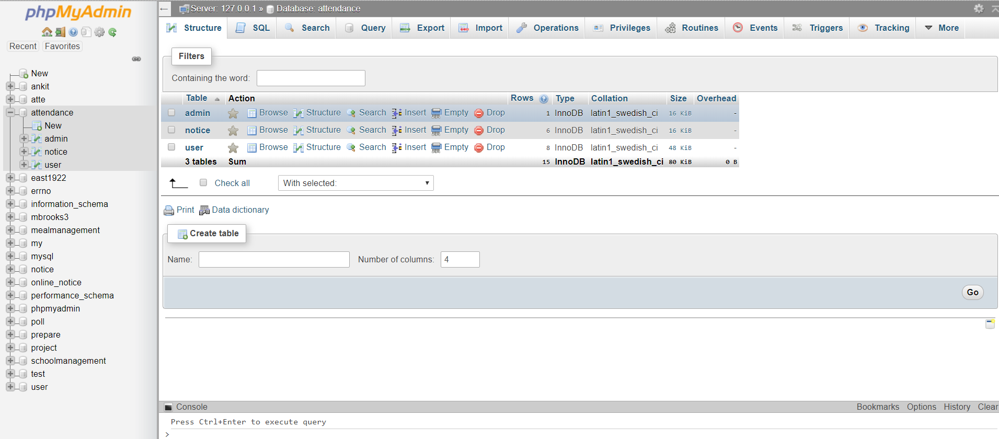 phpMyAdmin
Recent Favorites
New
ankit
atte
attendance
New
admin
notice
user
east1922
errno
information_schema
mbrooks3
mealmanagement
my
mysql
notice
online_notice
performance_schema
phpmyadmin
poll
prepare
project
schoolmanagement
test
user
Server: 127.0.0.1 » Database: attendance
Structure SQL Search Query Export Import Operations Privileges Routines Events Triggers Tracking More
Filters
Containing the word:
Table Action Rows Type Collation Size Overhead
admin Browse Structure Search Insert Empty Drop 1 InnoDB latin1_swedish_ci 16 KiB -
notice Browse Structure Search Insert Empty Drop 6 InnoDB latin1_swedish_ci 16 KiB -
user Browse Structure Search Insert Empty Drop 8 InnoDB latin1_swedish_ci 48 KiB -
3 tables Sum 15 InnoDB latin1_swedish_ci 80 KiB 0 B
Check all With selected:
Print Data dictionary
Create table
Name: Number of columns: 4
Go
Console Bookmarks Options History Clear
Press Ctrl+Enter to execute query
>